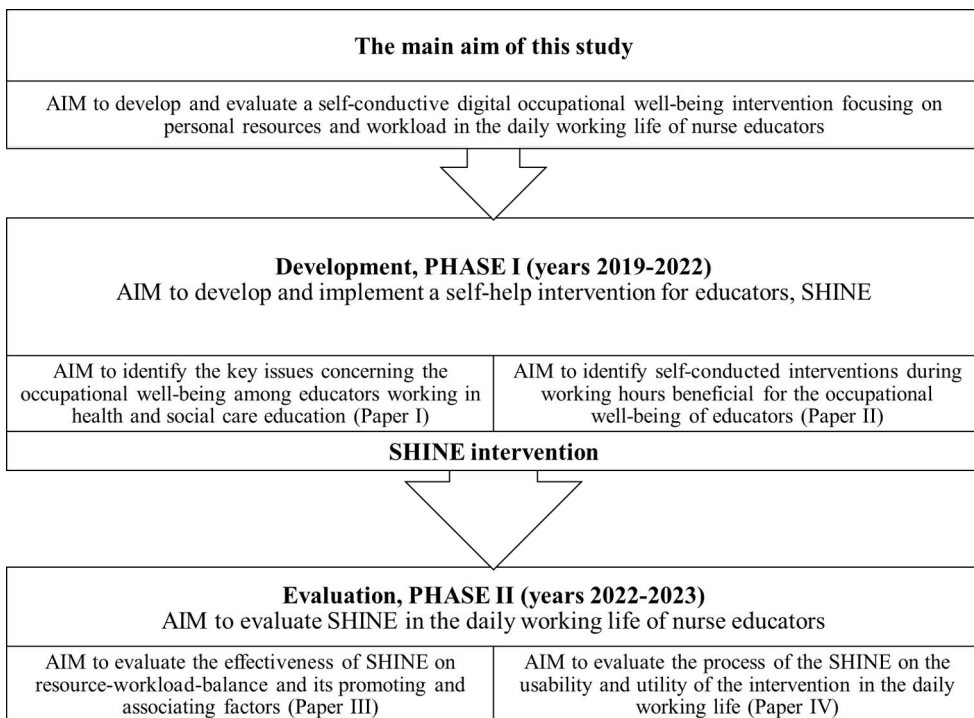 The main aim of this study
AIM to develop and evaluate a self-conductive digital occupational well-being intervention focusing on
personal resources and workload in the daily working life of nurse educators
Development, PHASE I (years 2019-2022)
AIM to develop and implement a self-help intervention for educators, SHINE
AIM to identify the key issues concerning the
occupational well-being among educators working in
health and social care education (Paper I)
AIM to identify self-conducted interventions during
working hours beneficial for the occupational
well-being of educators (Paper II)
SHINE intervention
Evaluation, PHASE II (years 2022-2023)
AIM to evaluate SHINE in the daily working life of nurse educators
AIM to evaluate the effectiveness of SHINE on
resource-workload-balance and its promoting and
associating factors (Paper III)
AIM to evaluate the process of the SHINE on the
usability and utility of the intervention in the daily
working life (Paper IV)